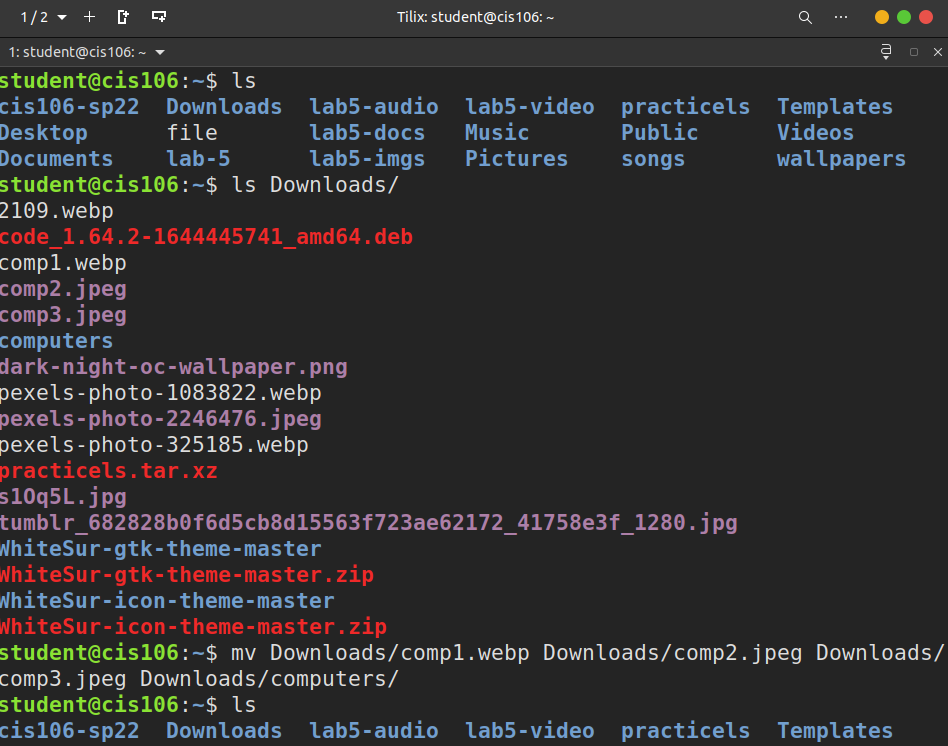 1 / 2
Tilix: student@cis106: ~
1: student@cis106: ~
student@cis106:~$ ls
cis106-sp22  Downloads  lab5-audio  lab5-video  practicels  Templates
Desktop      file       lab5-docs   Music       Public      Videos
Documents    lab-5      lab5-imgs   Pictures    songs       wallpapers
student@cis106:~$ ls Downloads/
2109.webp
code_1.64.2-1644445741_amd64.deb
comp1.webp
comp2.jpeg
comp3.jpeg
computers
dark-night-oc-wallpaper.png
pexels-photo-1083822.webp
pexels-photo-2246476.jpeg
pexels-photo-325185.webp
practicels.tar.xz
s1Oq5L.jpg
tumblr_682828b0f6d5cb8d15563f723ae62172_41758e3f_1280.jpg
WhiteSur-gtk-theme-master
WhiteSur-gtk-theme-master.zip
WhiteSur-icon-theme-master
WhiteSur-icon-theme-master.zip
student@cis106:~$ mv Downloads/comp1.webp Downloads/comp2.jpeg Downloads/
comp3.jpeg Downloads/computers/
student@cis106:~$ ls
cis106-sp22  Downloads  lab5-audio  lab5-video  practicels  Templates